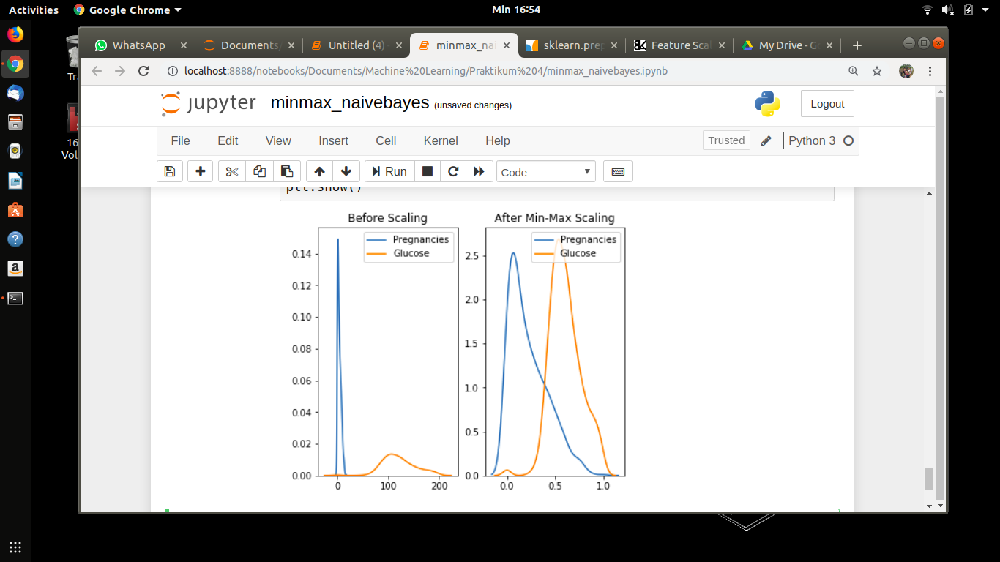 Activities Google Chrome Min 16:54
WhatsApp Documents/ Untitled (4) minmax_nai sklearn.prep Feature Scal My Drive - Go
localhost:8888/notebooks/Documents/Machine%20Learning/Praktikum%204/minmax_naivebayes.ipynb
Tr
16
Vol
jupyter minmax_naivebayes (unsaved changes) Logout
File Edit View Insert Cell Kernel Help Trusted Python 3
Run Code
plt.show()
Before Scaling
Pregnancies
Glucose
0.14
0.12
0.10
0.08
0.06
0.04
0.02
0.00
0 100 200
After Min-Max Scaling
Pregnancies
Glucose
2.5
2.0
1.5
1.0
0.5
0.0
0.0 0.5 1.0